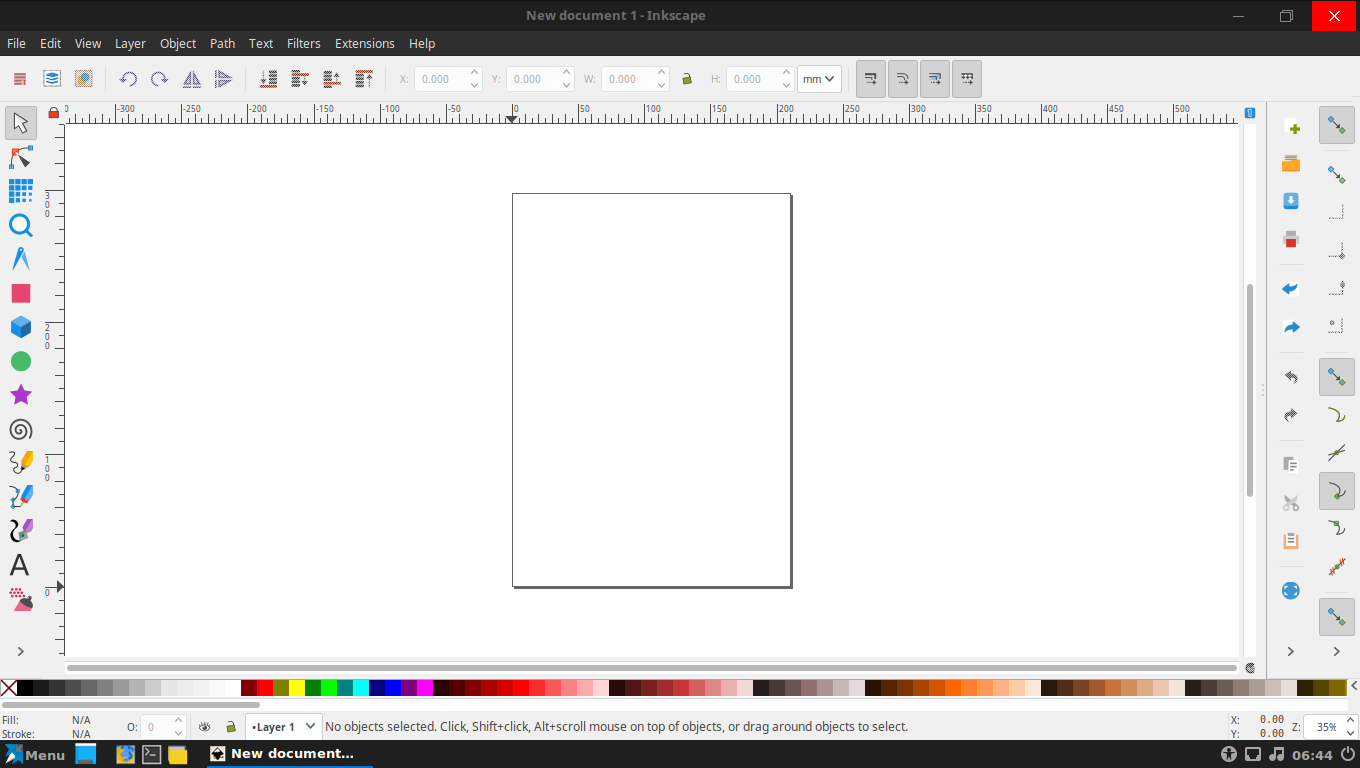 New document 1 - Inkscape
File Edit View Layer Object Path Text Filters Extensions Help
X: 0.000 Y: 0.000 W: 0.000 H: 0.000 mm
-300 -250 -200 -150 -100 -50 0 50 100 150 200 250 300 350 400 450 500
300
200
100
0
A
Fill: N/A
Stroke: N/A
O: 0
•Layer 1
No objects selected. Click, Shift+click, Alt+scroll mouse on top of objects, or drag around objects to select.
X: 0.00
Y: 0.00
Z: 35%
Menu
New document...
06:44